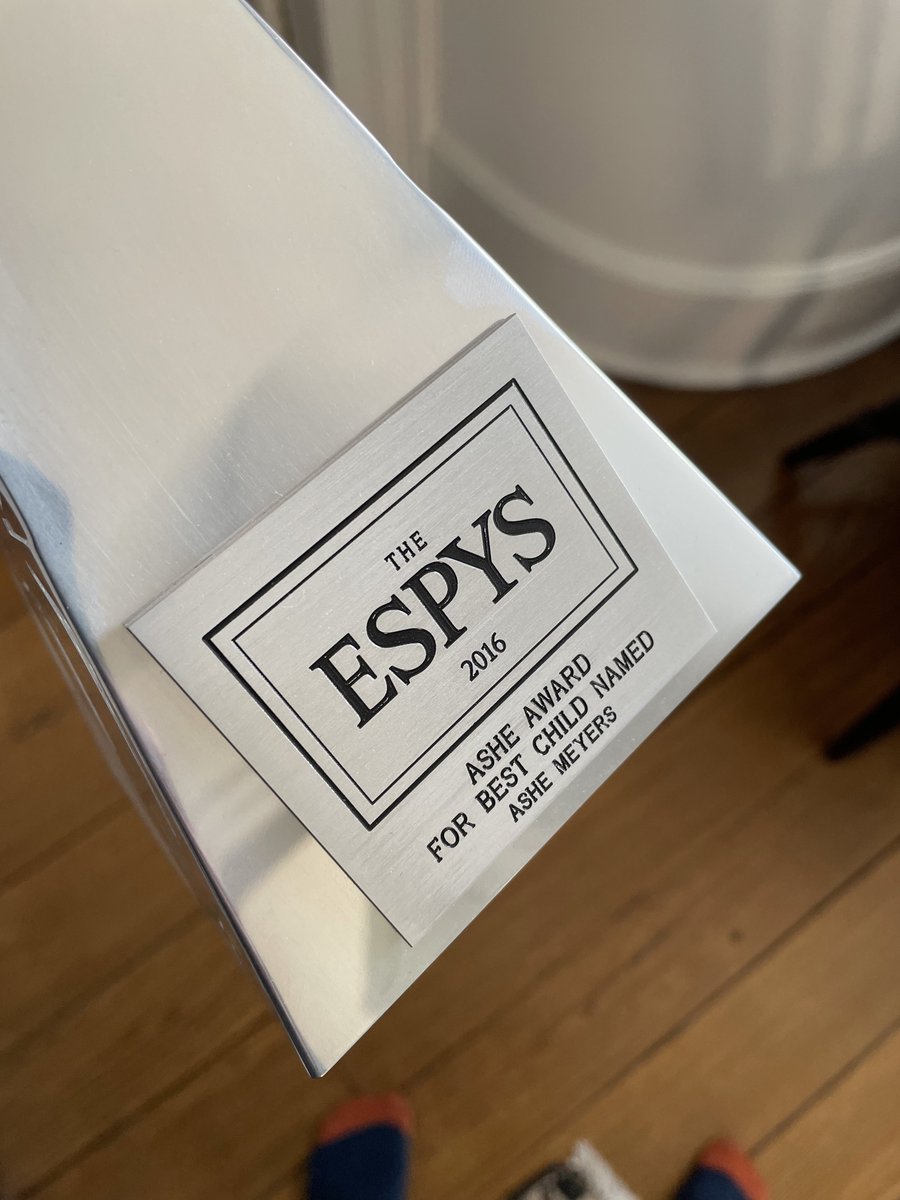 THE
ESPYS
2016
ASHE AWARD
FOR BEST CHILD NAMED
ASHE MEYERS